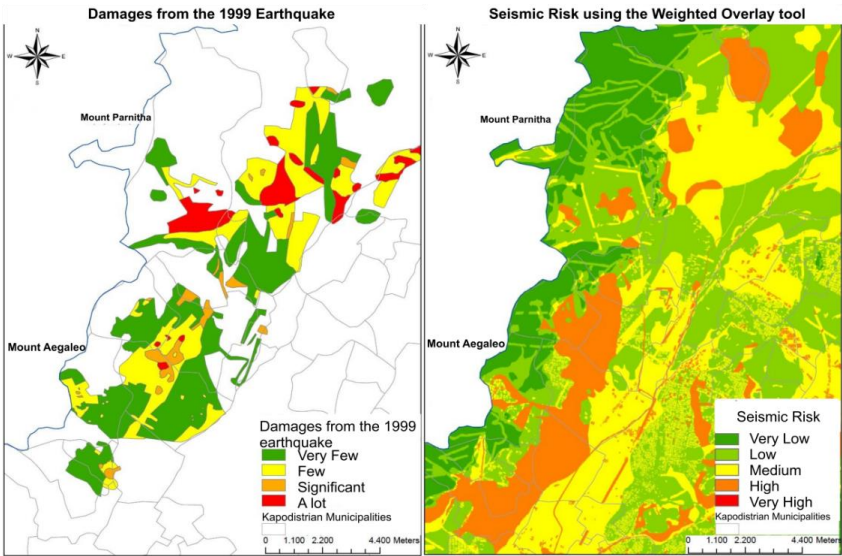 Damages from the 1999 Earthquake
N
W E
S
Mount Parnitha
Mount Aegaleo
Damages from the 1999
earthquake
Very Few
Few
Significant
A lot
Kapodistrian Municipalities
0 1.100 2.200 4.400 Meters
Seismic Risk using the Weighted Overlay tool
N
W E
S
Mount Parnitha
Mount Aegaleo
Seismic Risk
Very Low
Low
Medium
High
Very High
Kapodistrian Municipalities
0 1.100 2.200 4.400 Meters